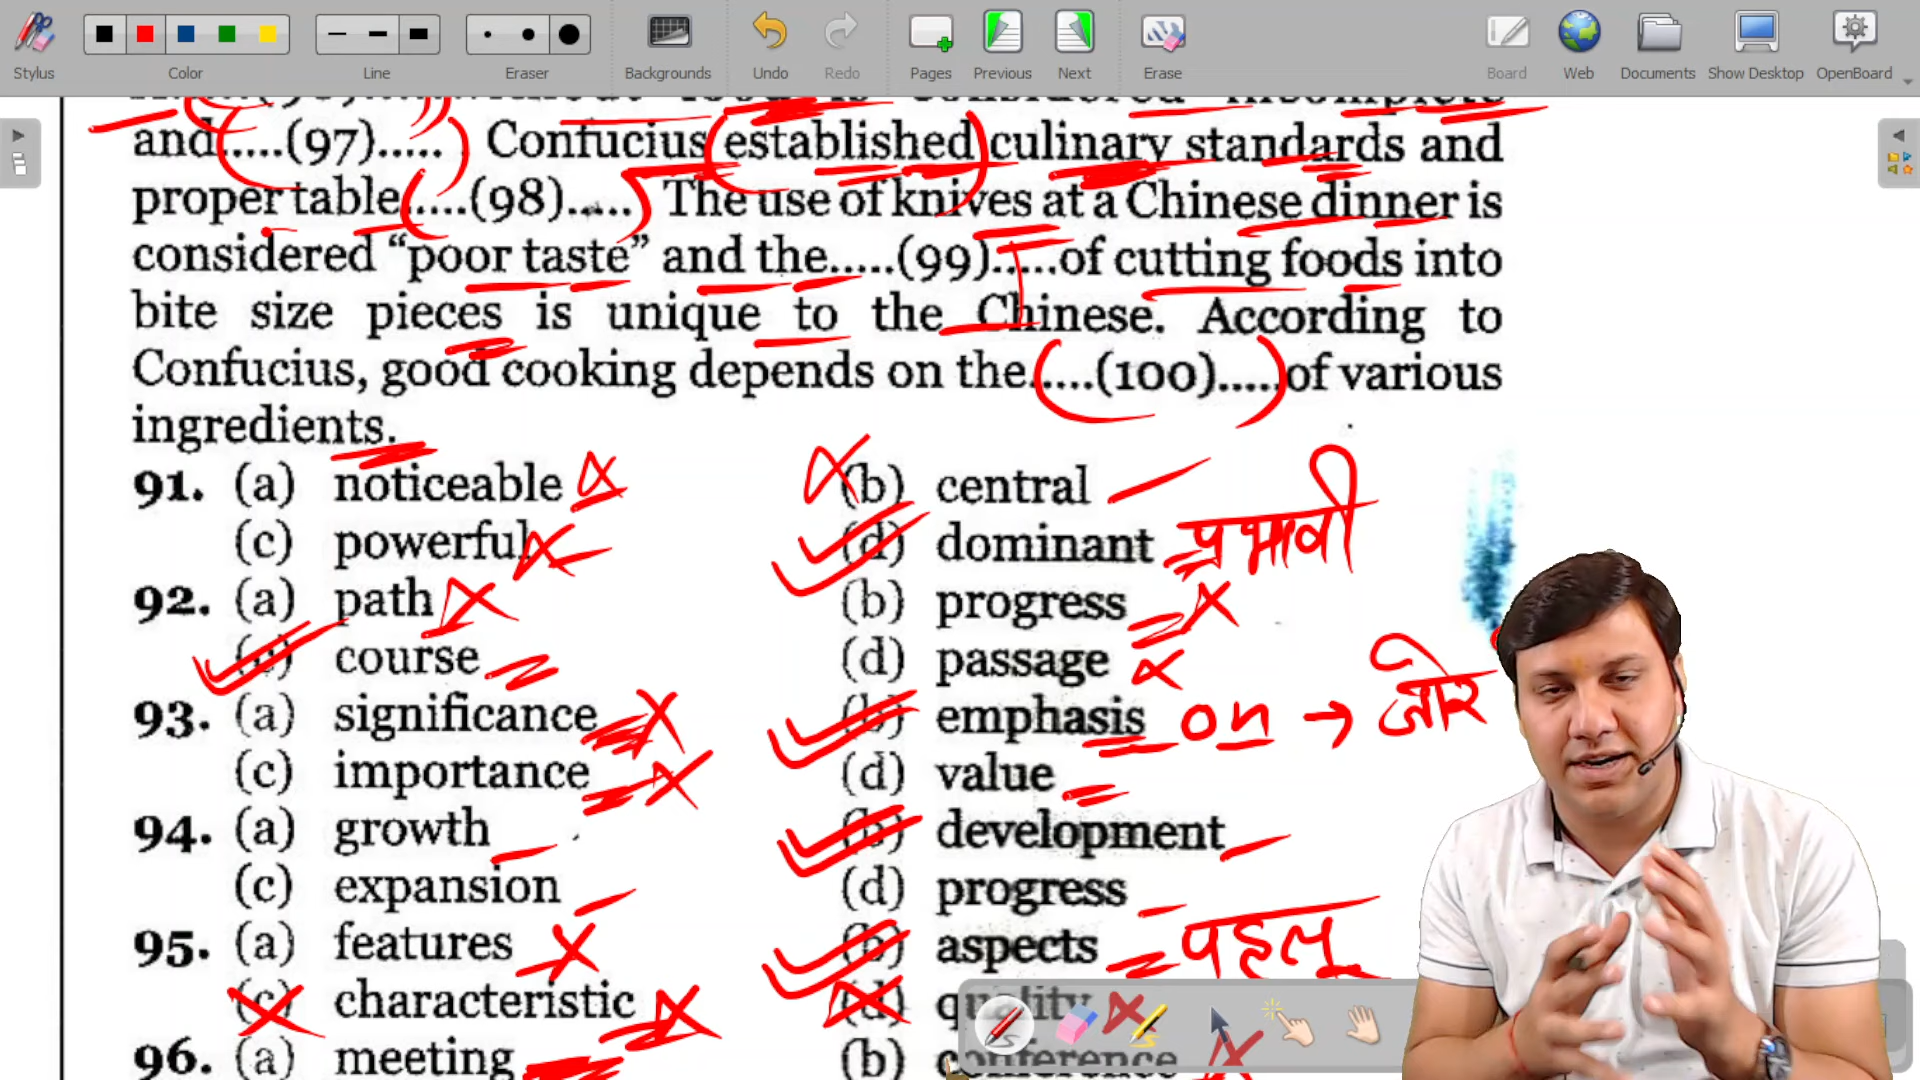 Stylus
Color
Line
Eraser
Backgrounds
Undo
Redo
Pages
Previous
Next
Erase
Board
Web
Documents
Show Desktop
OpenBoard
and.....(97)..... Confucius established culinary standards and
proper table.....(98)..... The use of knives at a Chinese dinner is
considered “poor taste” and the.....(99).....of cutting foods into
bite size pieces is unique to the Chinese. According to
Confucius, good cooking depends on the.....(100).....of various
ingredients.
91. (a) noticeable (b) central
(c) powerful (d) dominant प्रभावी
92. (a) path (b) progress
course (d) passage
93. (a) significance (b) emphasis on → जोर
(c) importance (d) value
94. (a) growth (b) development
(c) expansion (d) progress
95. (a) features (b) aspects पहलू
(c) characteristic (d) quality
96. (a) meeting (b) conference